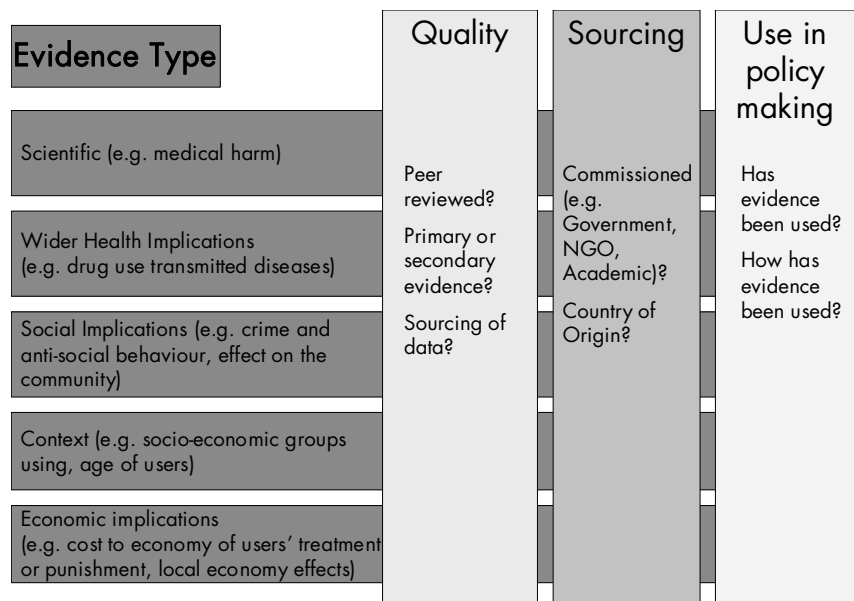 Evidence Type
Quality
Sourcing
Use in
policy
making
Scientific (e.g. medical harm)
Wider Health Implications
(e.g. drug use transmitted diseases)
Social Implications (e.g. crime and
anti-social behaviour, effect on the
community)
Context (e.g. socio-economic groups
using, age of users)
Economic implications
(e.g. cost to economy of users’ treatment
or punishment, local economy effects)
Peer
reviewed?
Primary or
secondary
evidence?
Sourcing of
data?
Commissioned
(e.g.
Government,
NGO,
Academic)?
Country of
Origin?
Has
evidence
been used?
How has
evidence
been used?